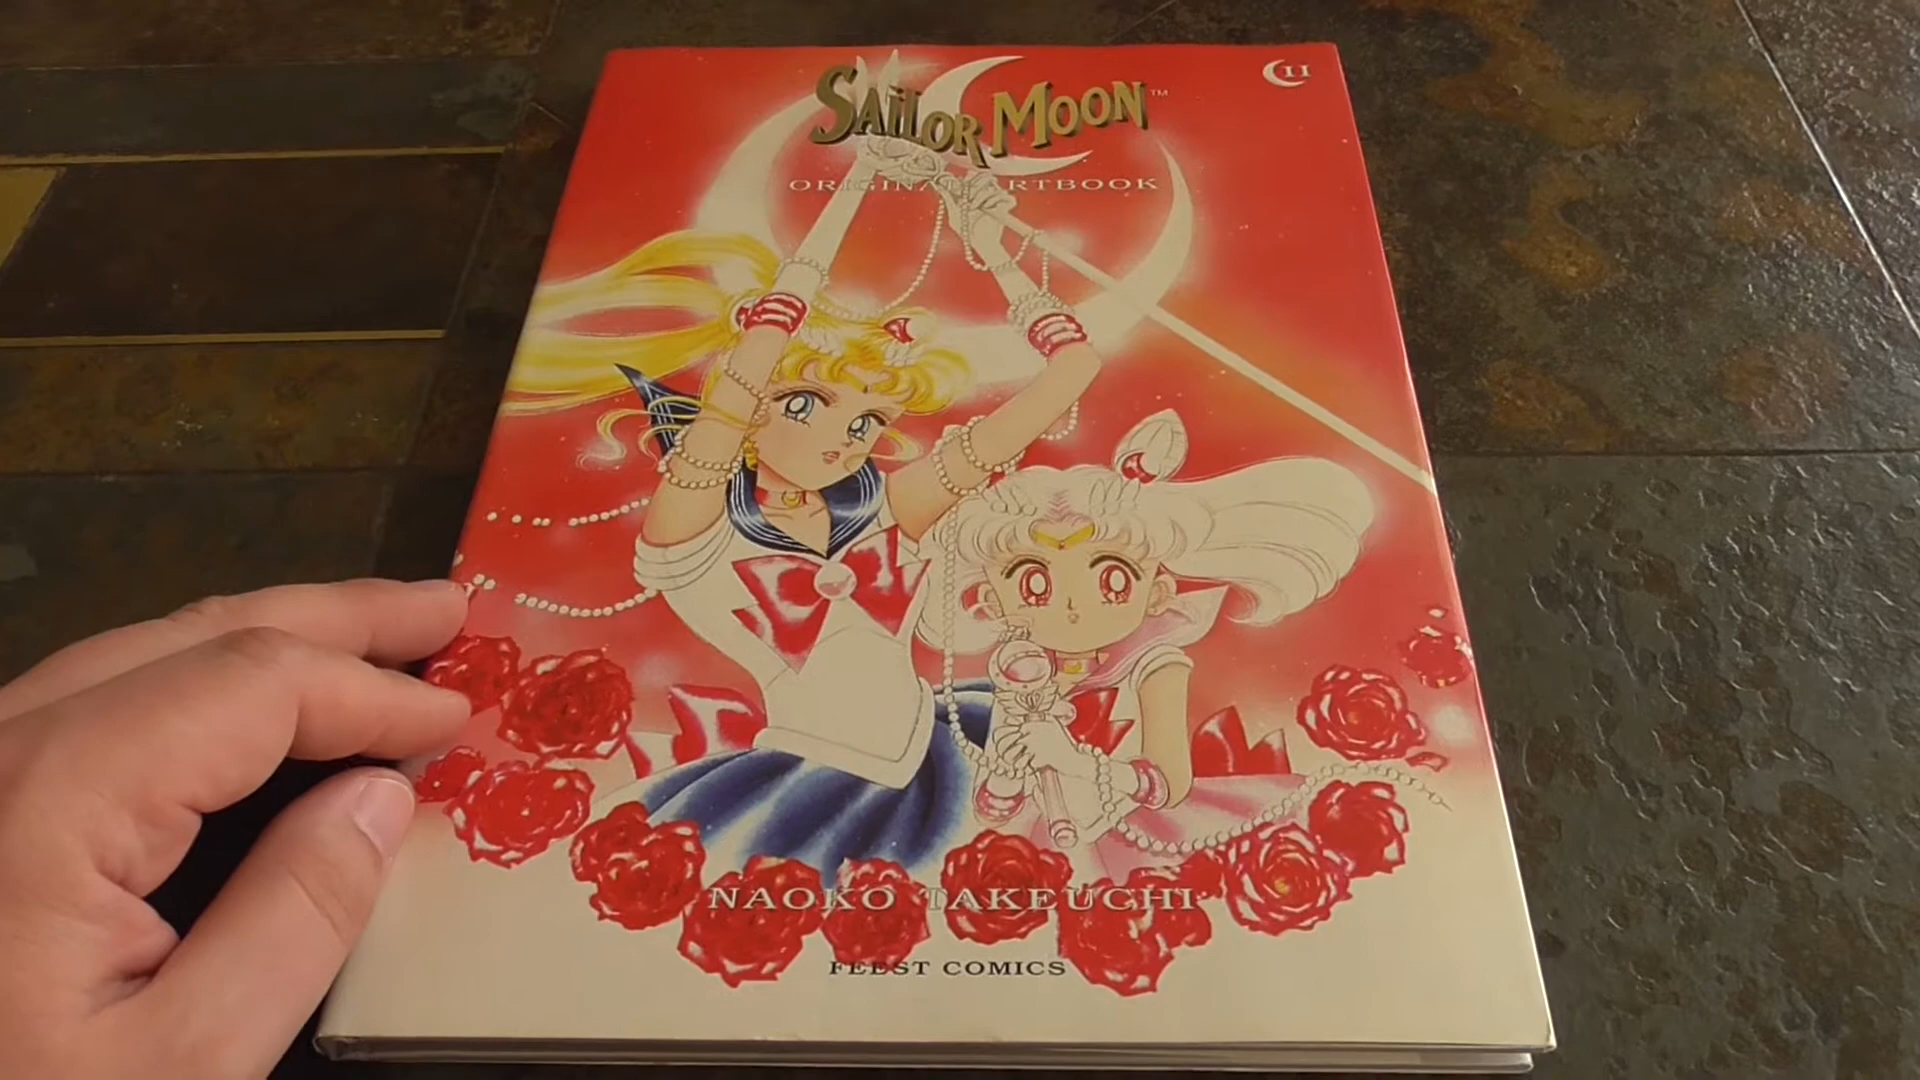 SAILOR MOON™
II
ORIGINAL ARTBOOK
NAOKO TAKEUCHI
FEEST COMICS